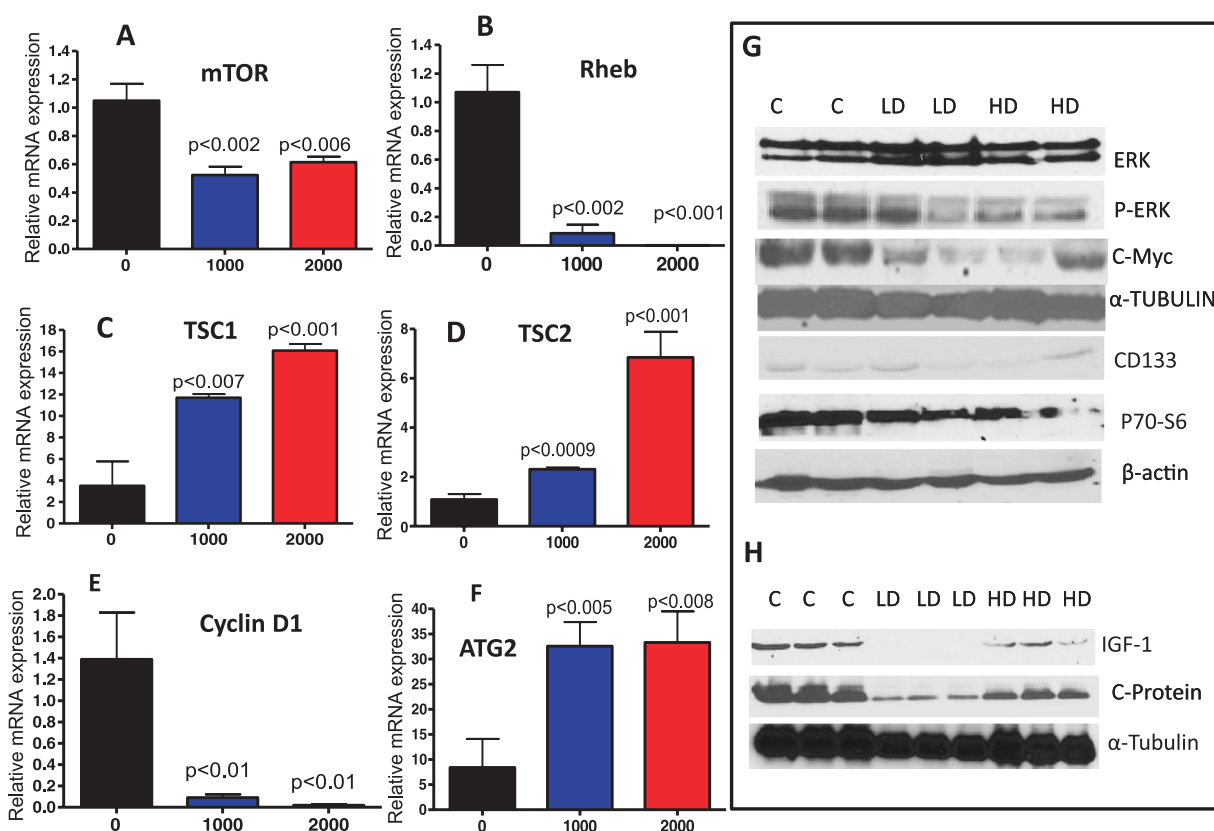 A
mTOR
Relative mRNA expression
1.4
1.2
1.0
0.8
0.6
0.4
0.2
0.0
p<0.002
p<0.006
0
1000
2000
B
Rheb
Relative mRNA expression
1.4
1.2
1.0
0.8
0.6
0.4
0.2
0.0
p<0.002
p<0.001
0
1000
2000
C
TSC1
Relative mRNA expression
18
16
14
12
10
8
6
4
2
0
p<0.007
p<0.001
0
1000
2000
D
TSC2
Relative mRNA expression
8
6
4
2
0
p<0.0009
p<0.001
0
1000
2000
E
Cyclin D1
Relative mRNA expression
2.0
1.8
1.6
1.4
1.2
1.0
0.8
0.6
0.4
0.2
0.0
p<0.01
p<0.01
0
1000
2000
F
ATG2
Relative mRNA expression
40
35
30
25
20
15
10
5
0
p<0.005
p<0.008
0
1000
2000
G
C C LD LD HD HD
ERK
P-ERK
C-Myc
α-TUBULIN
CD133
P70-S6
β-actin
H
C C C LD LD LD HD HD HD
IGF-1
C-Protein
α-Tubulin